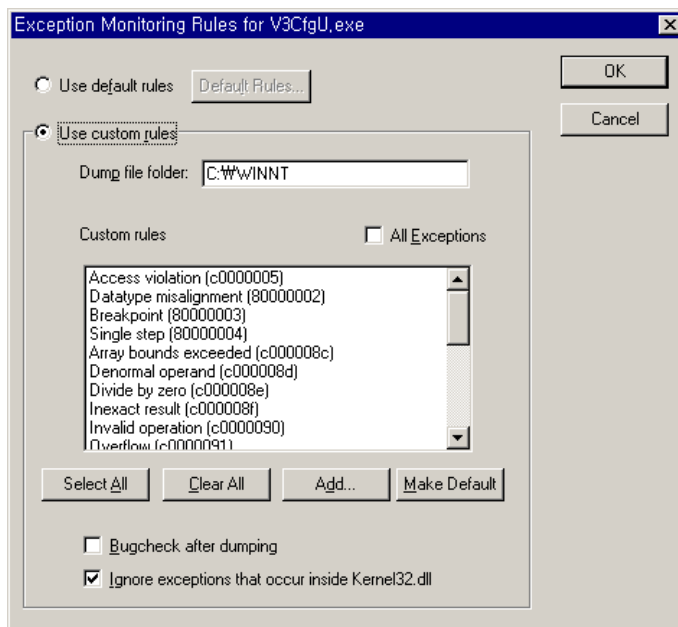 Exception Monitoring Rules for V3CfgU.exe
OK
Use default rules
Default Rules...
Cancel
Use custom rules
Dump file folder:
C:₩WINNT
Custom rules
All Exceptions
Access violation (c0000005)
Datatype misalignment (80000002)
Breakpoint (80000003)
Single step (80000004)
Array bounds exceeded (c000008c)
Denormal operand (c000008d)
Divide by zero (c000008e)
Inexact result (c000008f)
Invalid operation (c0000090)
Overflow (c0000091)
Select All
Clear All
Add...
Make Default
Bugcheck after dumping
Ignore exceptions that occur inside Kernel32.dll